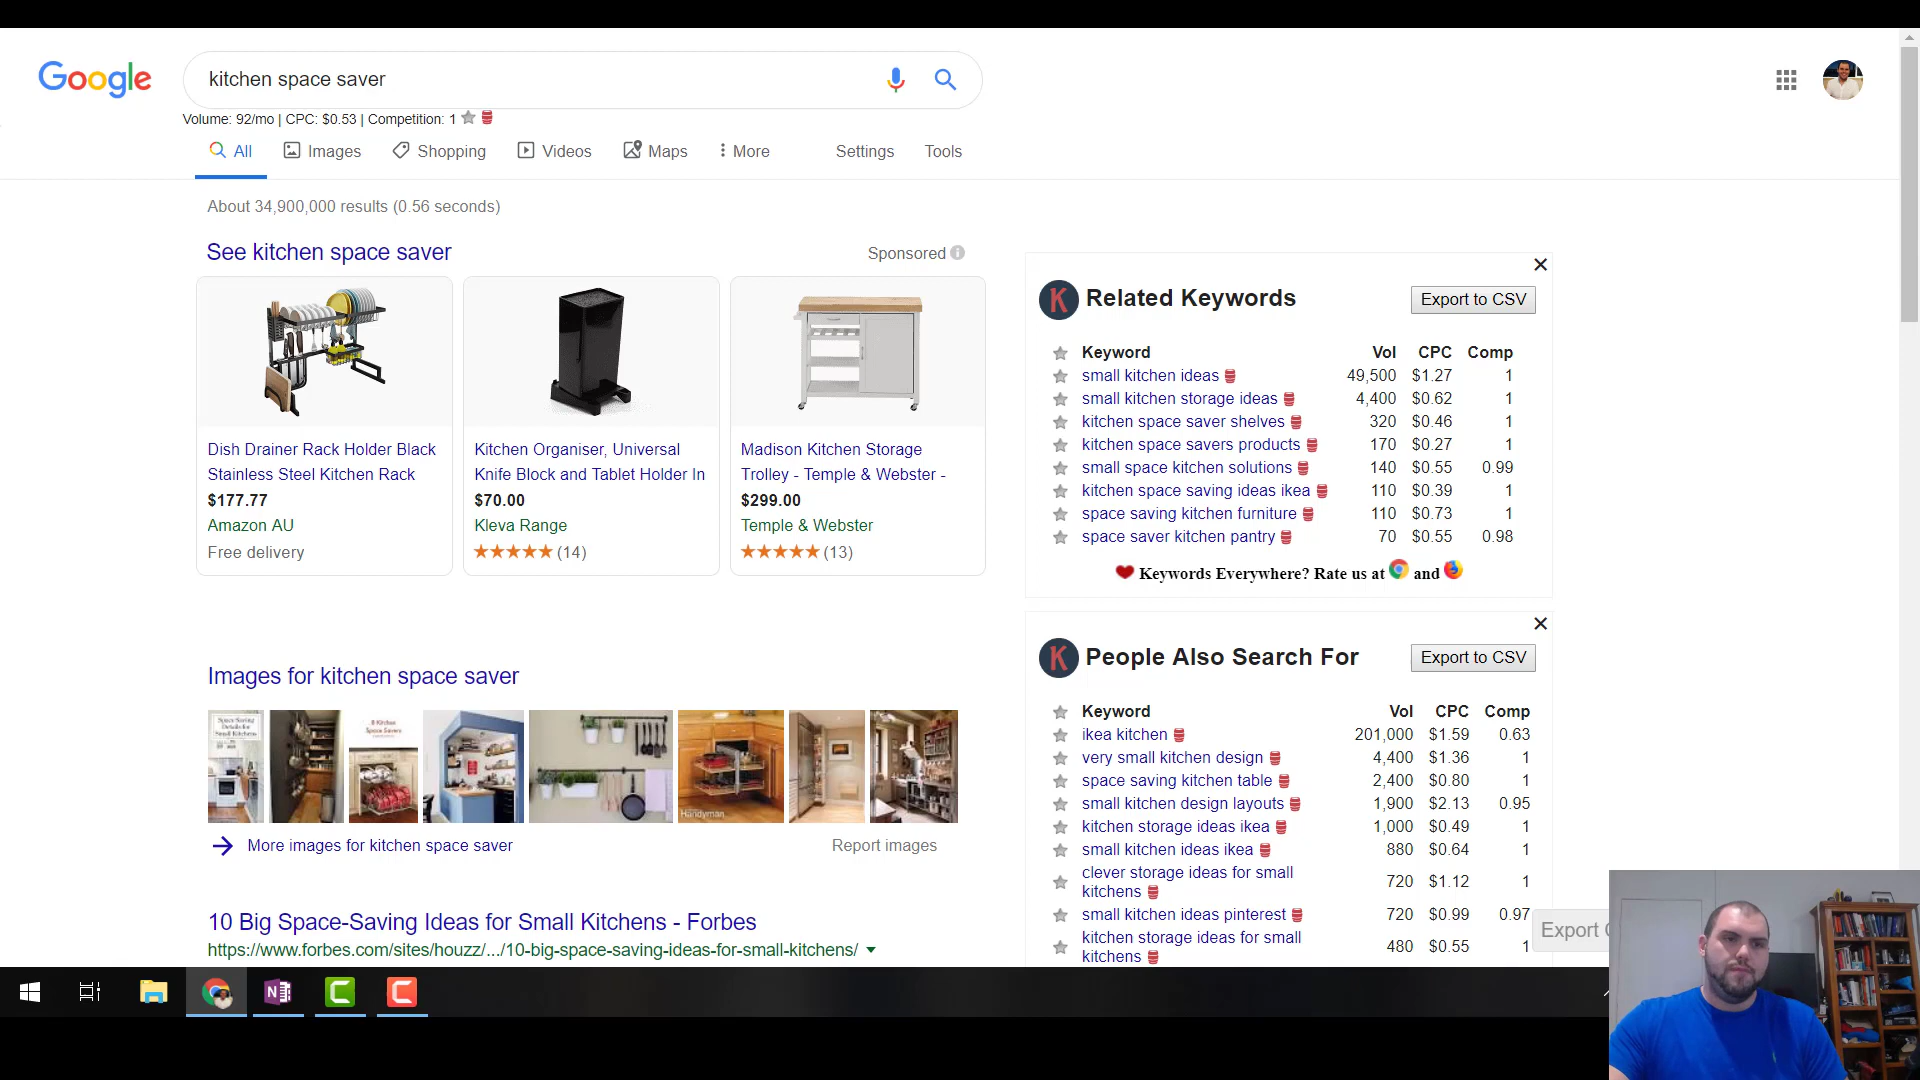 Google
kitchen space saver
Volume: 92/mo | CPC: $0.53 | Competition: 1
All
Images
Shopping
Videos
Maps
More
Settings
Tools
About 34,900,000 results (0.56 seconds)
See kitchen space saver
Sponsored
Dish Drainer Rack Holder Black
Stainless Steel Kitchen Rack
$177.77
Amazon AU
Free delivery
Kitchen Organiser, Universal
Knife Block and Tablet Holder In
$70.00
Kleva Range
(14)
Madison Kitchen Storage
Trolley - Temple & Webster -
$299.00
Temple & Webster
(13)
Images for kitchen space saver
Space Saving
Details for
Small Kitchens
8 Kitchen
Space Savers
Handyman
More images for kitchen space saver
Report images
10 Big Space-Saving Ideas for Small Kitchens - Forbes
https://www.forbes.com/sites/houzz/.../10-big-space-saving-ideas-for-small-kitchens/
K Related Keywords
Export to CSV
Keyword Vol CPC Comp
small kitchen ideas 49,500 $1.27 1
small kitchen storage ideas 4,400 $0.62 1
kitchen space saver shelves 320 $0.46 1
kitchen space savers products 170 $0.27 1
small space kitchen solutions 140 $0.55 0.99
kitchen space saving ideas ikea 110 $0.39 1
space saving kitchen furniture 110 $0.73 1
space saver kitchen pantry 70 $0.55 0.98
Keywords Everywhere? Rate us at and
K People Also Search For
Export to CSV
Keyword Vol CPC Comp
ikea kitchen 201,000 $1.59 0.63
very small kitchen design 4,400 $1.36 1
space saving kitchen table 2,400 $0.80 1
small kitchen design layouts 1,900 $2.13 0.95
kitchen storage ideas ikea 1,000 $0.49 1
small kitchen ideas ikea 880 $0.64 1
clever storage ideas for small
kitchens 720 $1.12 1
small kitchen ideas pinterest 720 $0.99 0.97
kitchen storage ideas for small
kitchens 480 $0.55 1
Export
N